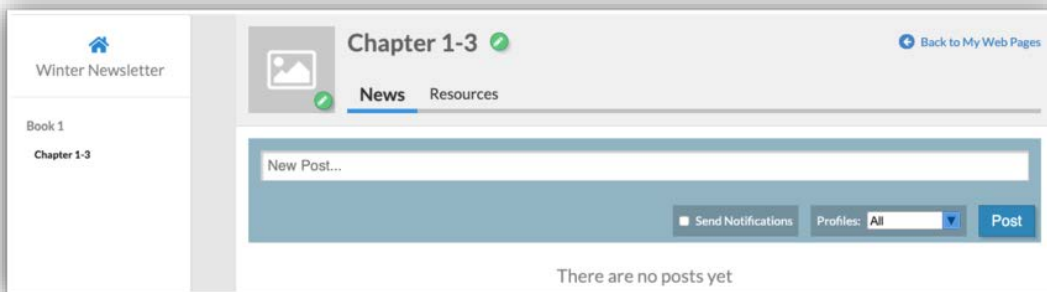 Winter Newsletter
Book 1
Chapter 1-3
Chapter 1-3
Back to My Web Pages
News Resources
New Post...
Send Notifications Profiles: All Post
There are no posts yet